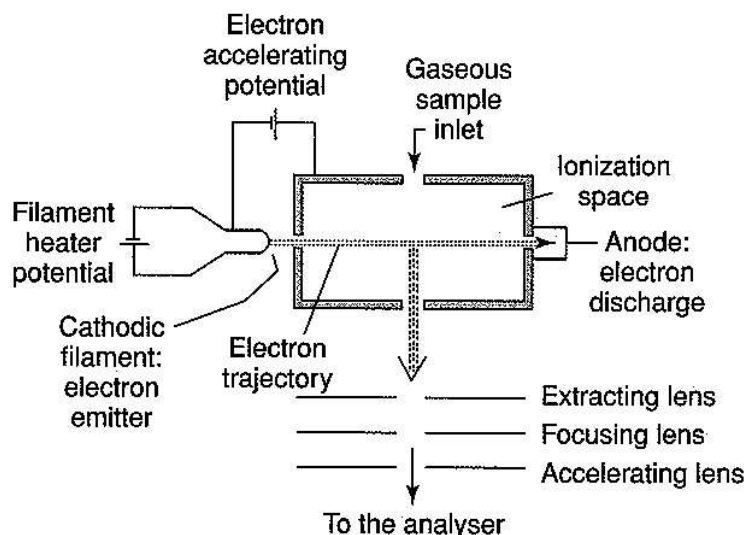 Electron
accelerating
potential
Gaseous
sample
inlet
Ionization
space
Filament
heater
potential
Anode:
electron
discharge
Cathodic
filament:
electron
emitter
Electron
trajectory
Extracting lens
Focusing lens
Accelerating lens
To the analyser